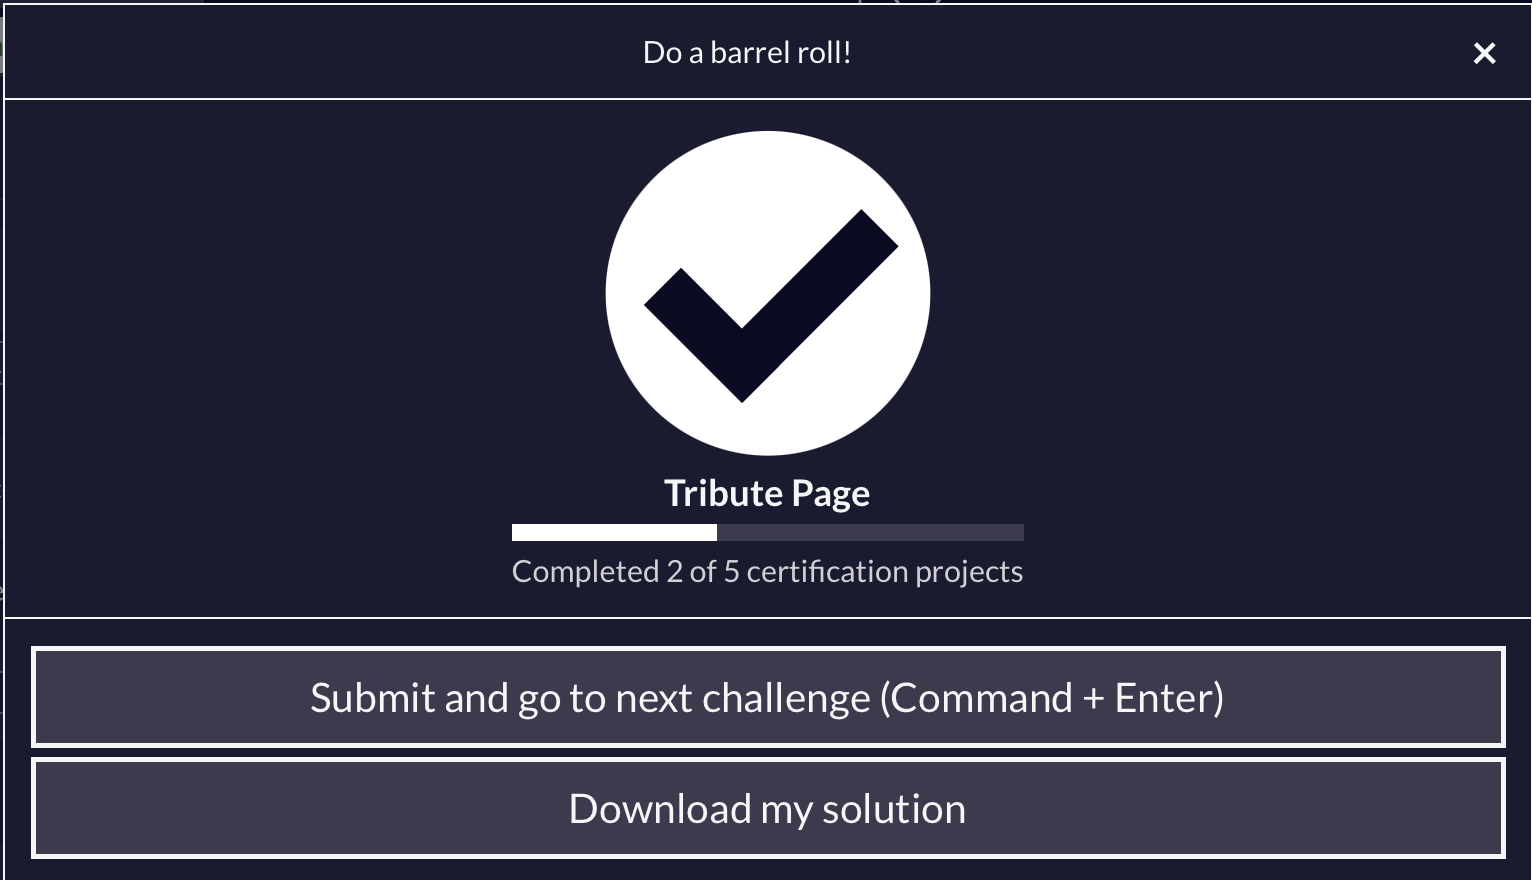 Do a barrel roll!
Tribute Page
Completed 2 of 5 certification projects
Submit and go to next challenge (Command + Enter)
Download my solution